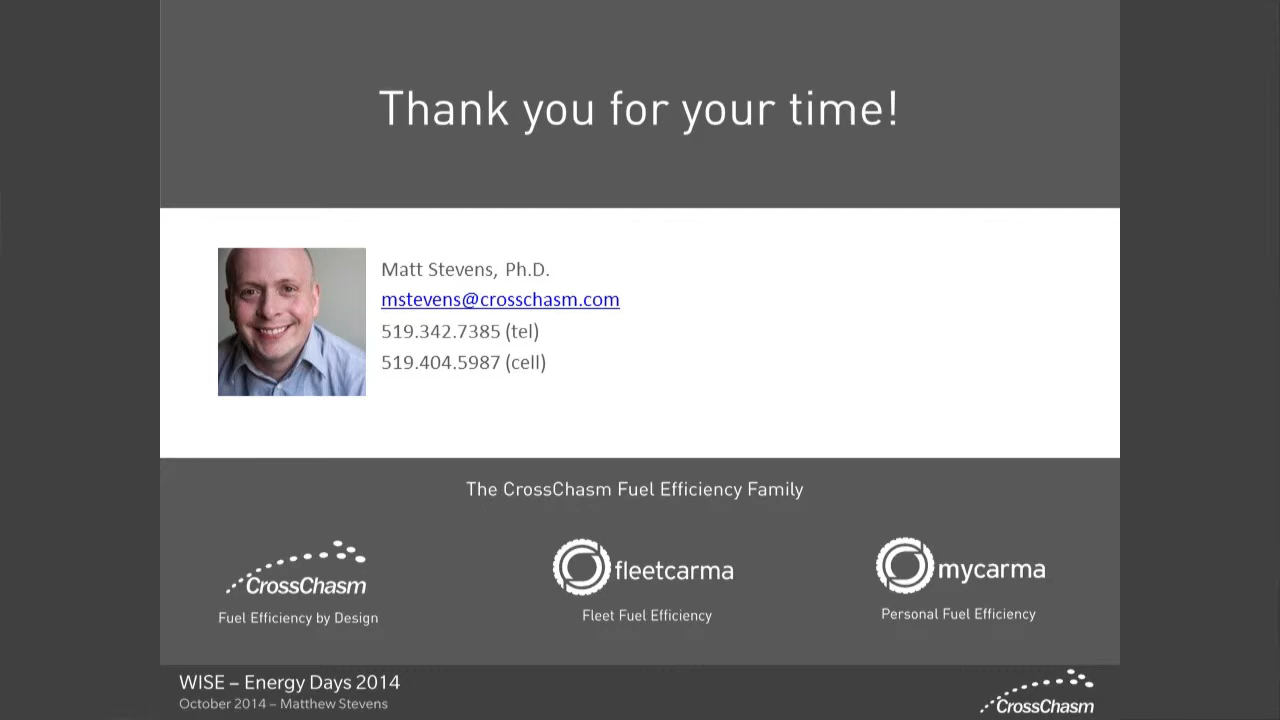 Thank you for your time!
Matt Stevens, Ph.D.
mstevens@crosschasm.com
519.342.7385 (tel)
519.404.5987 (cell)
The CrossChasm Fuel Efficiency Family
CrossChasm
Fuel Efficiency by Design
fleetcarma
Fleet Fuel Efficiency
mycarma
Personal Fuel Efficiency
WISE – Energy Days 2014
October 2014 – Matthew Stevens
CrossChasm